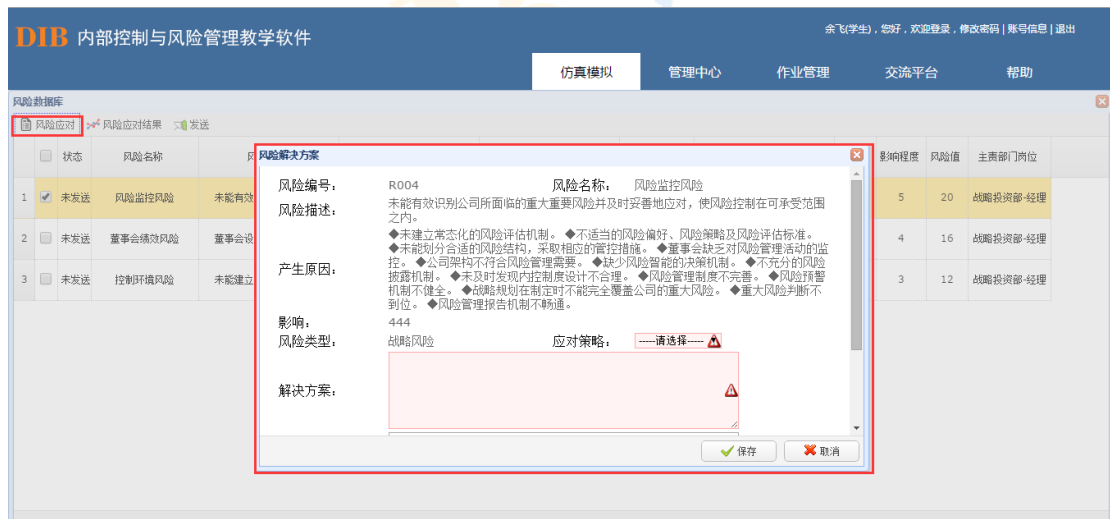 DIB 内部控制与风险管理教学软件
余飞(学生)，您好，欢迎登录，修改密码 | 账号信息 | 退出
仿真模拟 管理中心 作业管理 交流平台 帮助
风险数据库
风险应对 风险应对结果 发送
状态 风险名称 影响程度 风险值 主责部门岗位
1 未发送 风险监控风险 未能有效 5 20 战略投资部-经理
2 未发送 董事会绩效风险 董事会设 4 16 战略投资部-经理
3 未发送 控制环境风险 未能建立 3 12 战略投资部-经理
风险解决方案
风险编号： R004 风险名称： 风险监控风险
风险描述： 未能有效识别公司所面临的重大重要风险并及时妥善地应对，使风险控制在可承受范围
之内。
产生原因：
◆未建立常态化的风险评估机制。 ◆不适当的风险偏好、风险策略及风险评估标准。
◆未能划分合适的风险结构，采取相应的管控措施。 ◆董事会缺乏对风险管理活动的监
控。 ◆公司架构不符合风险管理需要。 ◆缺少风险智能的决策机制。 ◆不充分的风险
披露机制。 ◆未及时发现内控制度设计不合理。 ◆风险管理制度不完善。 ◆风险预警
机制不健全。 ◆战略规划在制定时不能完全覆盖公司的重大风险。 ◆重大风险判断不
到位。 ◆风险管理报告机制不畅通。
影响： 444
风险类型： 战略风险 应对策略： -----请选择-----
解决方案：
保存 取消